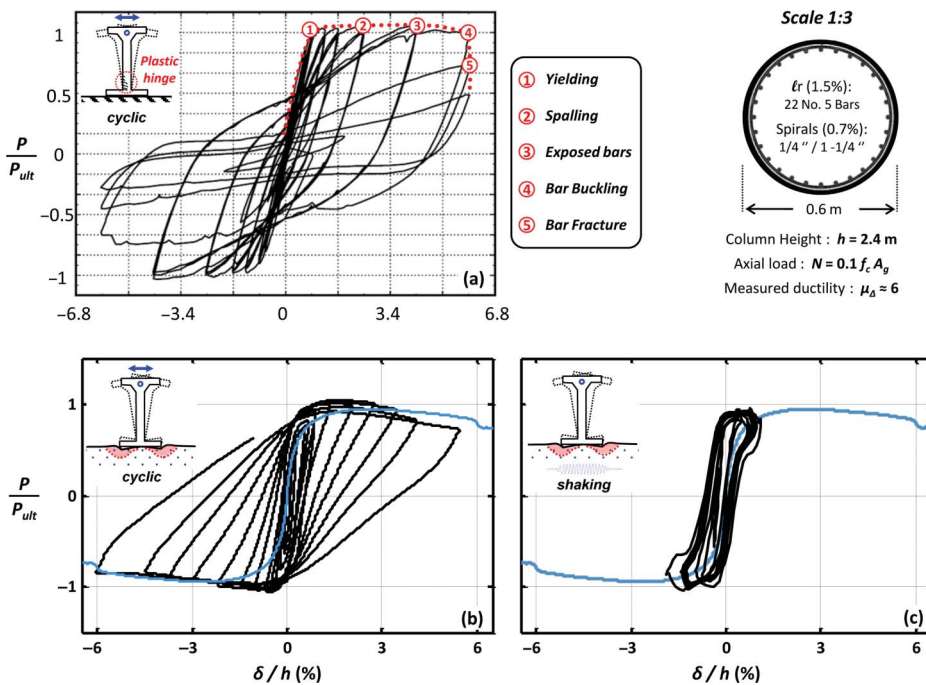 (a)
Plastic
hinge
cyclic
P
P_ult
1
0.5
0
−0.5
−1
−6.8
−3.4
0
3.4
6.8
①
②
③
④
⑤
① Yielding
② Spalling
③ Exposed bars
④ Bar Buckling
⑤ Bar Fracture
Scale 1:3
ℓr (1.5%):
22 No. 5 Bars
Spirals (0.7%):
1/4 ″ / 1 -1/4 ″
0.6 m
Column Height : h = 2.4 m
Axial load : N = 0.1 f_c A_g
Measured ductility : μ_Δ ≈ 6
P
P_ult
1
0
−1
cyclic
(b)
−6
−3
0
3
6
δ / h (%)
1
0
−1
shaking
(c)
−6
−3
0
3
6
δ / h (%)